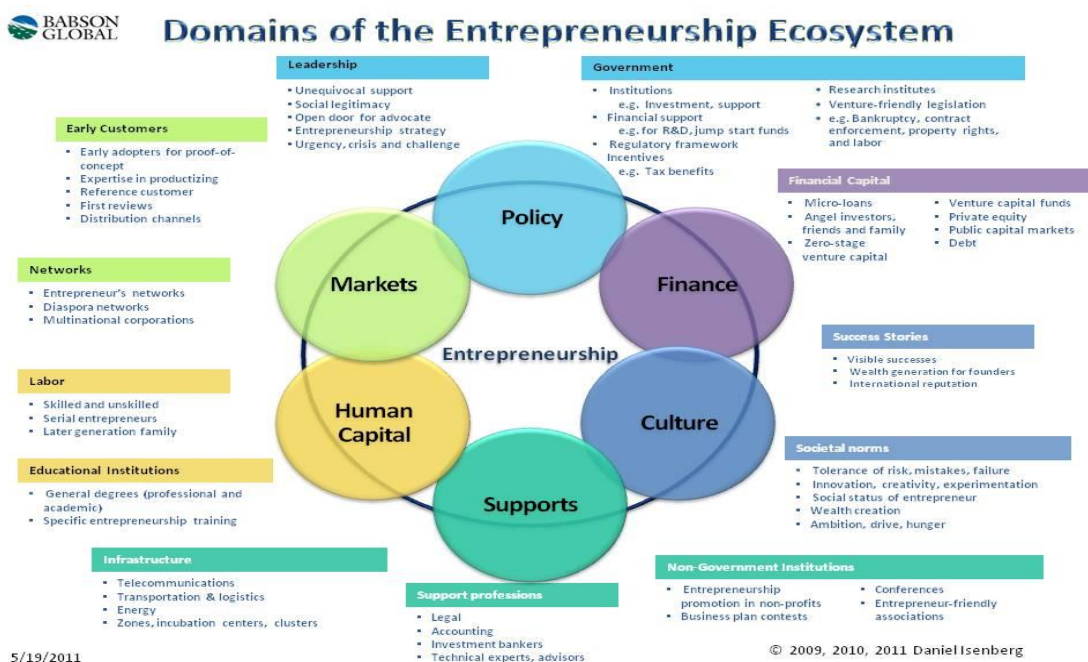 BABSON
GLOBAL
Domains of the Entrepreneurship Ecosystem
Leadership
▪ Unequivocal support
▪ Social legitimacy
▪ Open door for advocate
▪ Entrepreneurship strategy
▪ Urgency, crisis and challenge
Government
▪ Institutions
e.g. Investment, support
▪ Financial support
e.g. for R&D, jump start funds
▪ Regulatory framework
Incentives
e.g. Tax benefits
▪ Research institutes
▪ Venture-friendly legislation
▪ e.g. Bankruptcy, contract
enforcement, property rights,
and labor
Early Customers
▪ Early adopters for proof-of-
concept
▪ Expertise in productizing
▪ Reference customer
▪ First reviews
▪ Distribution channels
Financial Capital
▪ Micro-loans
▪ Angel investors,
friends and family
▪ Zero-stage
venture capital
▪ Venture capital funds
▪ Private equity
▪ Public capital markets
▪ Debt
Policy
Markets
Finance
Networks
▪ Entrepreneur's networks
▪ Diaspora networks
▪ Multinational corporations
Entrepreneurship
Success Stories
▪ Visible successes
▪ Wealth generation for founders
▪ International reputation
Labor
▪ Skilled and unskilled
▪ Serial entrepreneurs
▪ Later generation family
Human
Capital
Culture
Supports
Educational Institutions
▪ General degrees (professional and
academic)
▪ Specific entrepreneurship training
Societal norms
▪ Tolerance of risk, mistakes, failure
▪ Innovation, creativity, experimentation
▪ Social status of entrepreneur
▪ Wealth creation
▪ Ambition, drive, hunger
Infrastructure
▪ Telecommunications
▪ Transportation & logistics
▪ Energy
▪ Zones, incubation centers, clusters
Support professions
▪ Legal
▪ Accounting
▪ Investment bankers
▪ Technical experts, advisors
Non-Government Institutions
▪ Entrepreneurship
promotion in non-profits
▪ Business plan contests
▪ Conferences
▪ Entrepreneur-friendly
associations
5/19/2011
© 2009, 2010, 2011 Daniel Isenberg